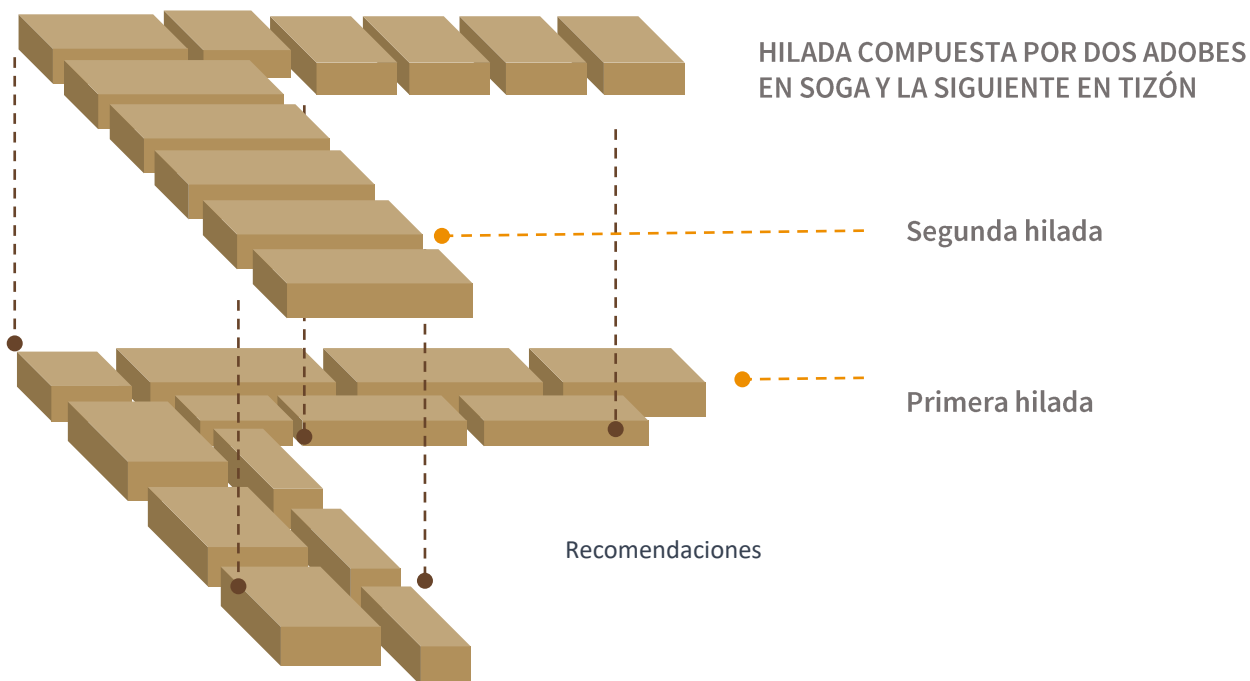 HILADA COMPUESTA POR DOS ADOBES
EN SOGA Y LA SIGUIENTE EN TIZÓN
Segunda hilada
Primera hilada
Recomendaciones